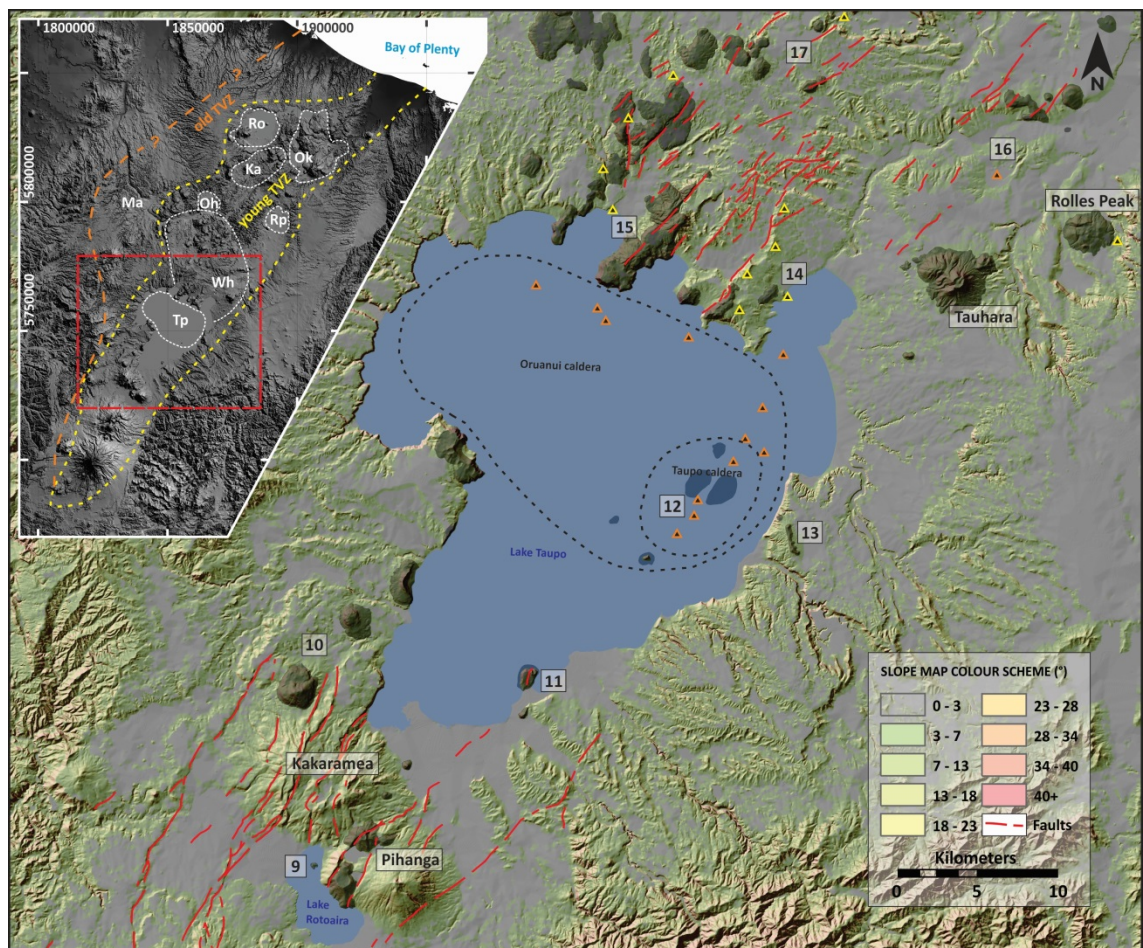 1800000
1850000
1900000
Bay of Plenty
5800000
5750000
old TVZ
young TVZ
Ro
Ka
Ok
Ma
Oh
Rp
Wh
Tp
17
N
16
Rolles Peak
15
14
Tauhara
Oruanui caldera
Taupo caldera
12
13
Lake Taupo
10
11
Kakaramea
9
Pihanga
Lake
Rotoaira
SLOPE MAP COLOUR SCHEME (°)
0 - 3
23 - 28
3 - 7
28 - 34
7 - 13
34 - 40
13 - 18
40+
18 - 23
Faults
Kilometers
0
5
10